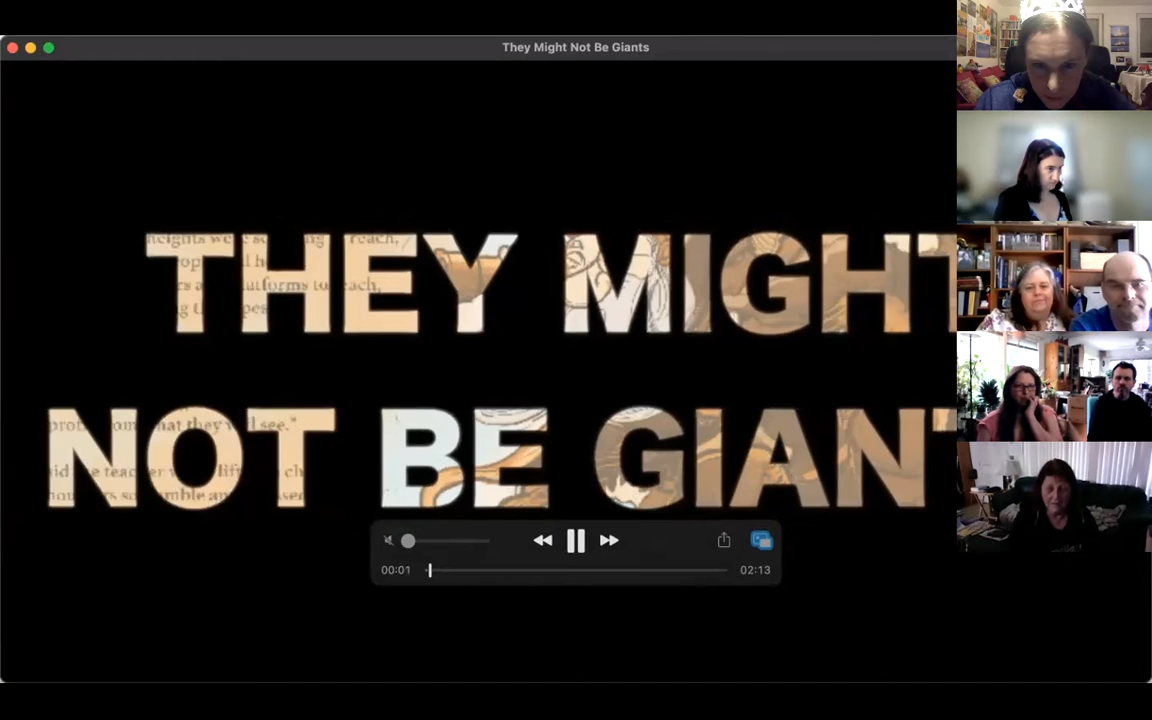 They Might Not Be Giants
THEY MIGHT
NOT BE GIANT
00:01
02:13